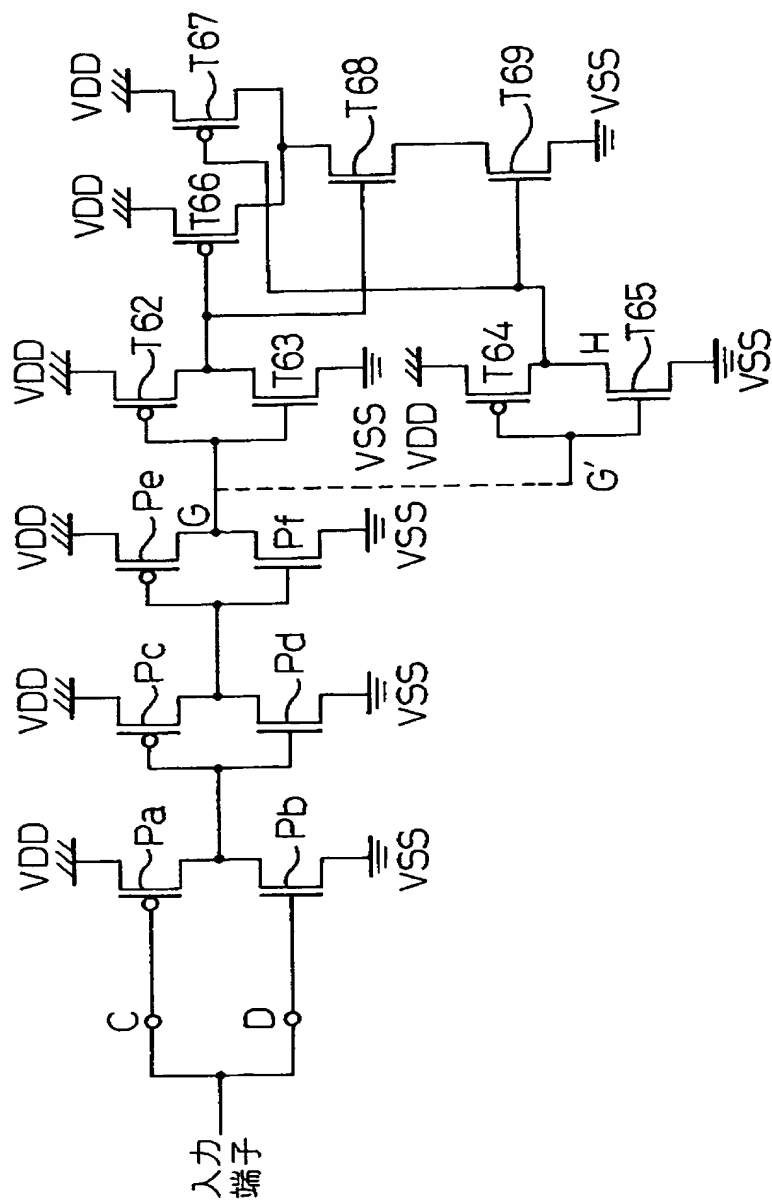 入力
端子
C
D
VDD
Pa
Pb
VSS
VDD
Pc
Pd
VSS
VDD
Pe
G
Pf
VSS
VDD
T62
T63
VSS
VDD
T64
G'
H
T65
VSS
VDD
T66
VDD
T67
T68
T69
VSS